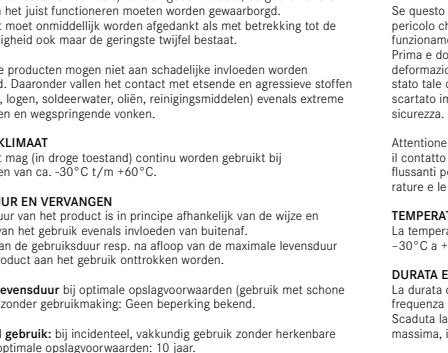 n het juist functioneren moeten worden gewaarborgd.
t moet onmiddellijk worden afgedankt als met betrekking tot de
igheid ook maar de geringste twijfel bestaat.
e producten mogen niet aan schadelijke invloeden worden
d. Daaronder vallen het contact met etsende en agressieve stoffen
, logen, soldeerwater, oliën, reinigingsmiddelen) evenals extreme
en en wegspringende vonken.
KLIMAAT
t mag (in droge toestand) continu worden gebruikt bij
en van ca. -30°C t/m +60°C.
UR EN VERVANGEN
uur van het product is in principe afhankelijk van de wijze en
van het gebruik evenals invloeden van buitenaf.
an de gebruiksduur resp. na afloop van de maximale levensduur
roduct aan het gebruik onttrokken worden.
evensduur bij optimale opslagvoorwaarden (gebruik met schone
zonder gebruikmaking: Geen beperking bekend.
l gebruik: bij incidenteel, vakkundig gebruik zonder herkenbare
optimale opslagvoorwaarden: 10 jaar.
Se questo
pericolo ch
funzioname
Prima e do
deformazio
stato tale d
scartato im
sicurezza.
Attentione
il contatto
flussanti pe
rature e le
TEMPERAT
La tempera
–30°C a +
DURATA E
La durata d
frequenza
Scaduta la
massima, i